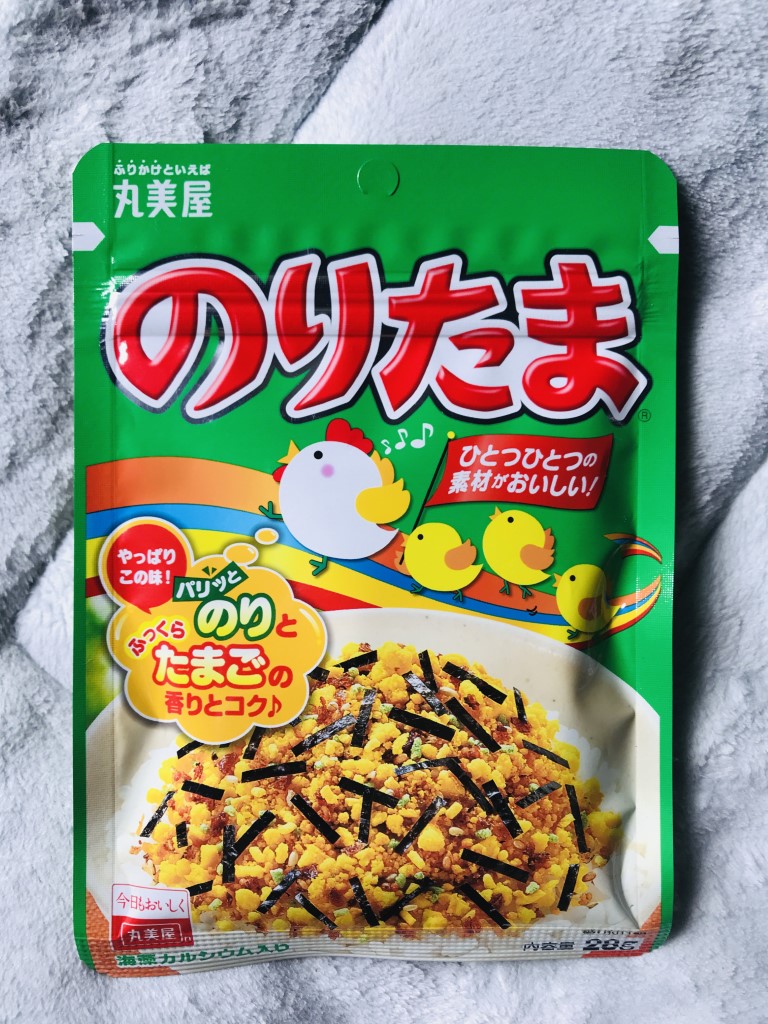 ふりかけといえば
丸美屋
のりたま
®
ひとつひとつの
素材がおいしい!
やっぱり
この味!
パリッと
のりと
ふっくら
たまごの
香りとコク♪
今日もおいしく
丸美屋
海藻カルシウム入り
内容量 28g